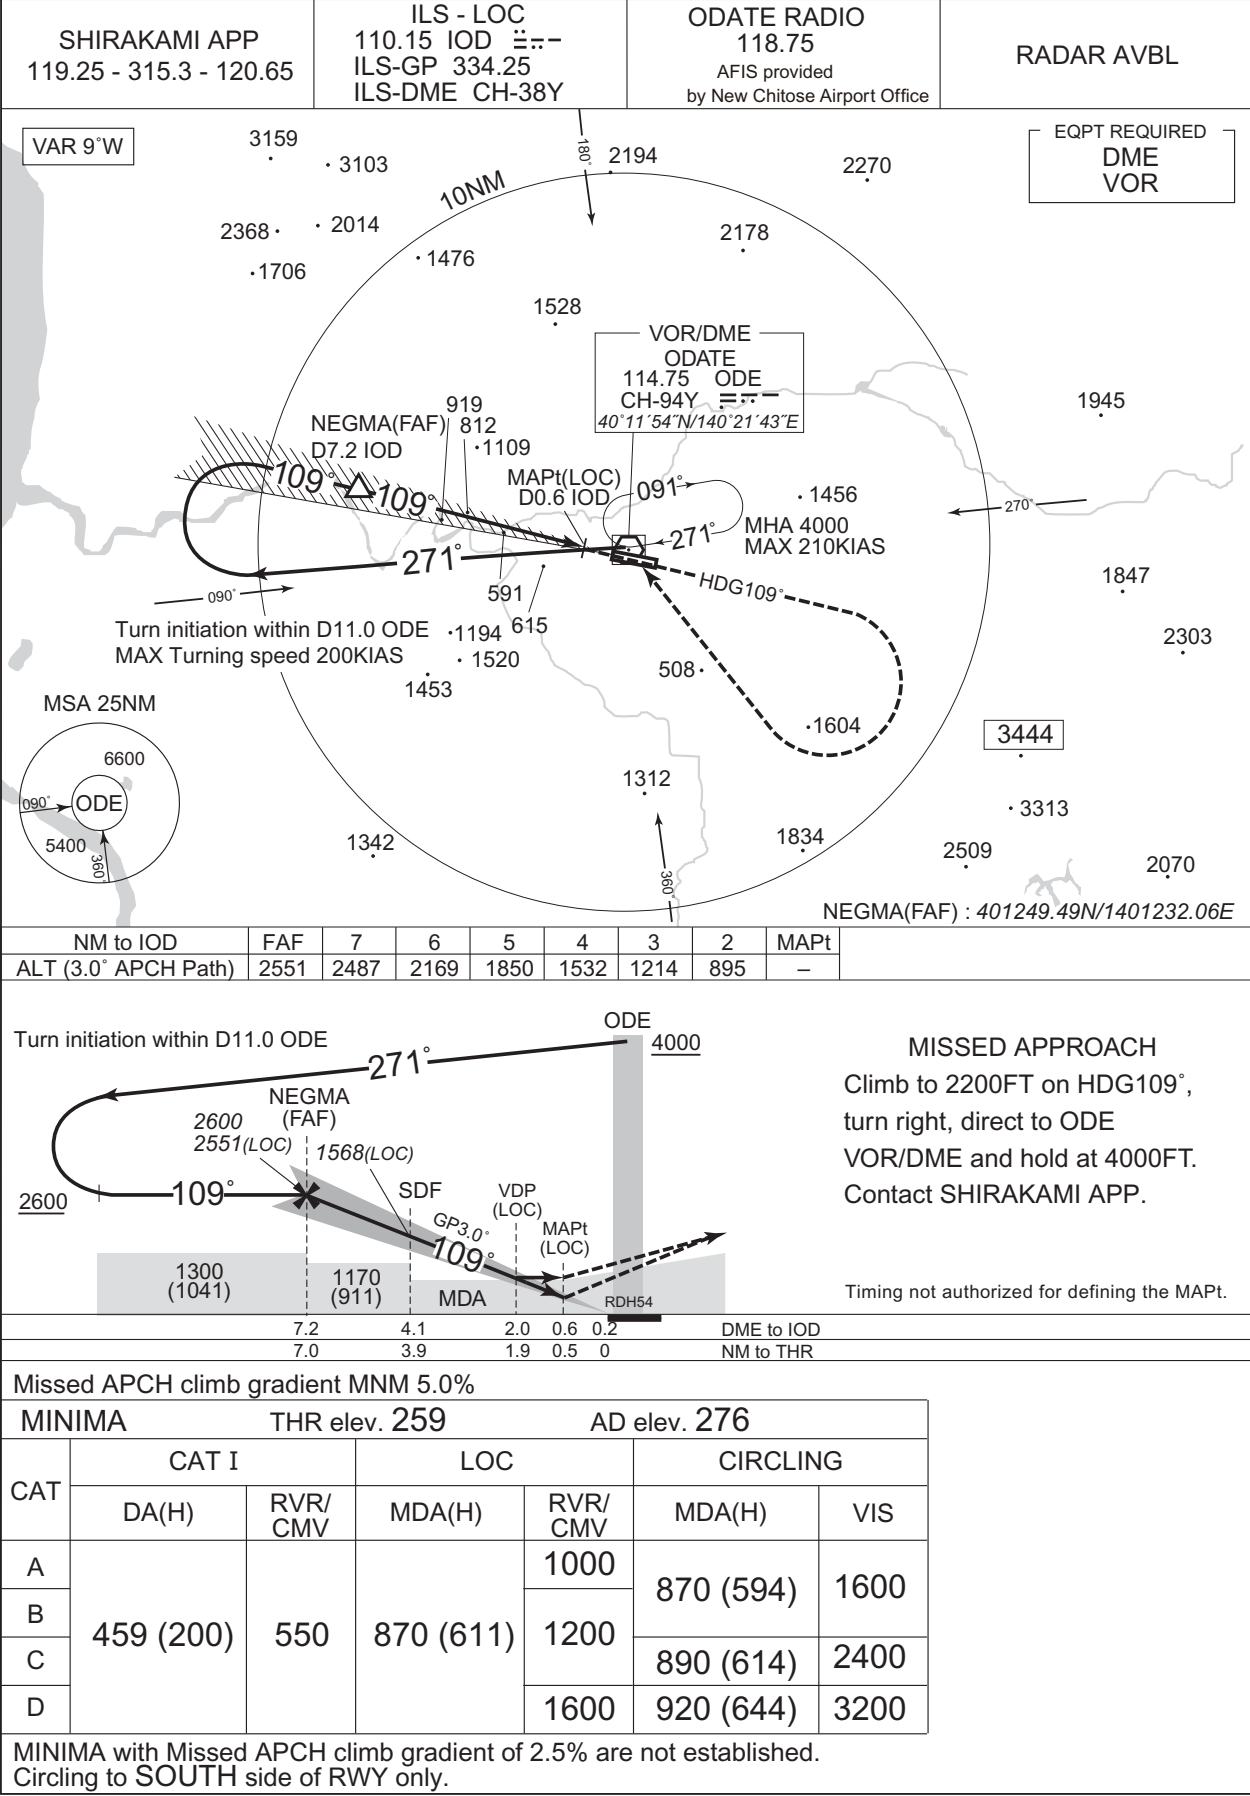 SHIRAKAMI APP
119.25 - 315.3 - 120.65
ILS - LOC
110.15 IOD
ILS-GP 334.25
ILS-DME CH-38Y
ODATE RADIO
118.75
AFIS provided
by New Chitose Airport Office
RADAR AVBL
VAR 9˚W
EQPT REQUIRED
DME
VOR
3159
3103
180˚
2194
2270
10NM
2368
2014
2178
1706
1476
1528
VOR/DME
ODATE
114.75 ODE
CH-94Y
40˚11´54˝N/140˚21´43˝E
1945
919
NEGMA(FAF)
812
D7.2 IOD
1109
MAPt(LOC)
D0.6 IOD
109˚
109˚
091˚
1456
270˚
271˚
MHA 4000
MAX 210KIAS
271˚
HDG109˚
1847
090˚
591
615
Turn initiation within D11.0 ODE
MAX Turning speed 200KIAS
1194
1520
1453
2303
508
MSA 25NM
6600
090˚
ODE
5400
360˚
1604
3444
1312
3313
1342
1834
2509
2070
360˚
NEGMA(FAF) : 401249.49N/1401232.06E
NM to IOD FAF 7 6 5 4 3 2 MAPt
ALT (3.0˚ APCH Path) 2551 2487 2169 1850 1532 1214 895 –
Turn initiation within D11.0 ODE
ODE
4000
271˚
NEGMA
(FAF)
2600
2551(LOC)
1568(LOC)
2600
109˚
SDF
VDP
(LOC)
GP3.0˚
MAPt
(LOC)
109˚
1300
(1041)
1170
(911)
MDA
RDH54
7.2 4.1 2.0 0.6 0.2 DME to IOD
7.0 3.9 1.9 0.5 0 NM to THR
MISSED APPROACH
Climb to 2200FT on HDG109˚,
turn right, direct to ODE
VOR/DME and hold at 4000FT.
Contact SHIRAKAMI APP.
Timing not authorized for defining the MAPt.
Missed APCH climb gradient MNM 5.0%
MINIMA THR elev. 259 AD elev. 276
CAT CAT I LOC CIRCLING
DA(H) RVR/CMV MDA(H) RVR/CMV MDA(H) VIS
A
B
C
D
459 (200)
550
870 (611)
1000
1200
1600
870 (594) 1600
890 (614) 2400
920 (644) 3200
MINIMA with Missed APCH climb gradient of 2.5% are not established.
Circling to SOUTH side of RWY only.